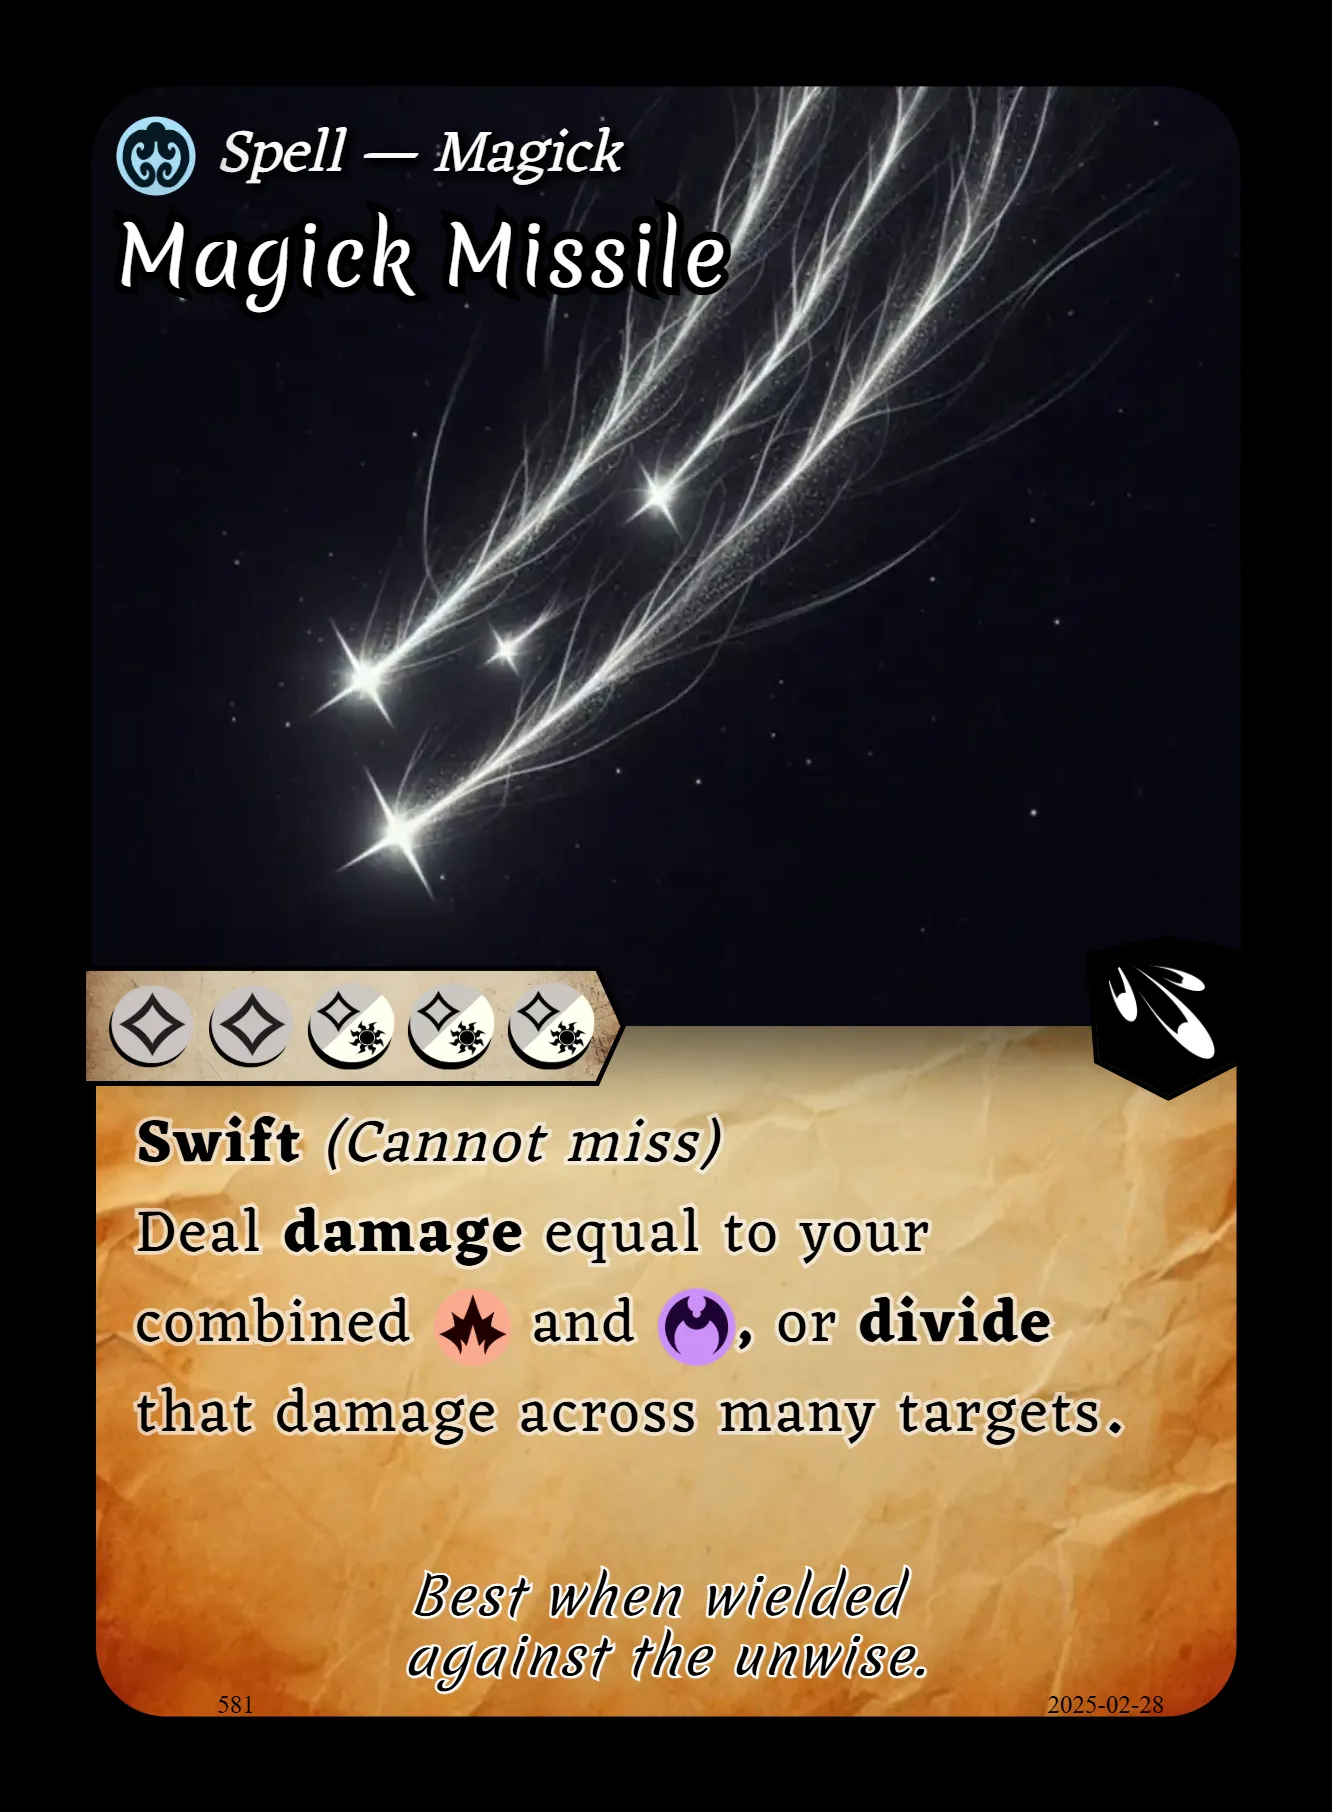 Spell — Magick
Magick Missile
Swift (Cannot miss)
Deal damage equal to your
combined and , or divide
that damage across many targets.
Best when wielded
against the unwise.
581
2025-02-28